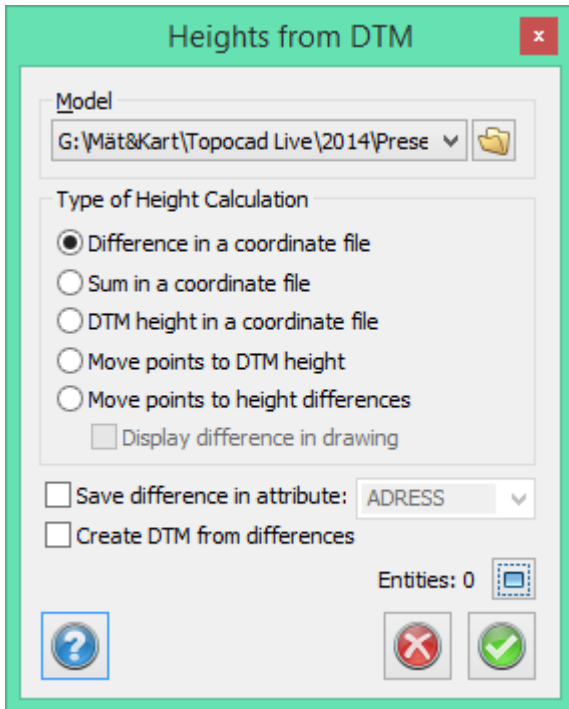 Heights from DTM
x
Model
G:\Mät&Kart\Topocad Live\2014\Prese
Type of Height Calculation
Difference in a coordinate file
Sum in a coordinate file
DTM height in a coordinate file
Move points to DTM height
Move points to height differences
Display difference in drawing
Save difference in attribute: ADRESS
Create DTM from differences
Entities: 0
?